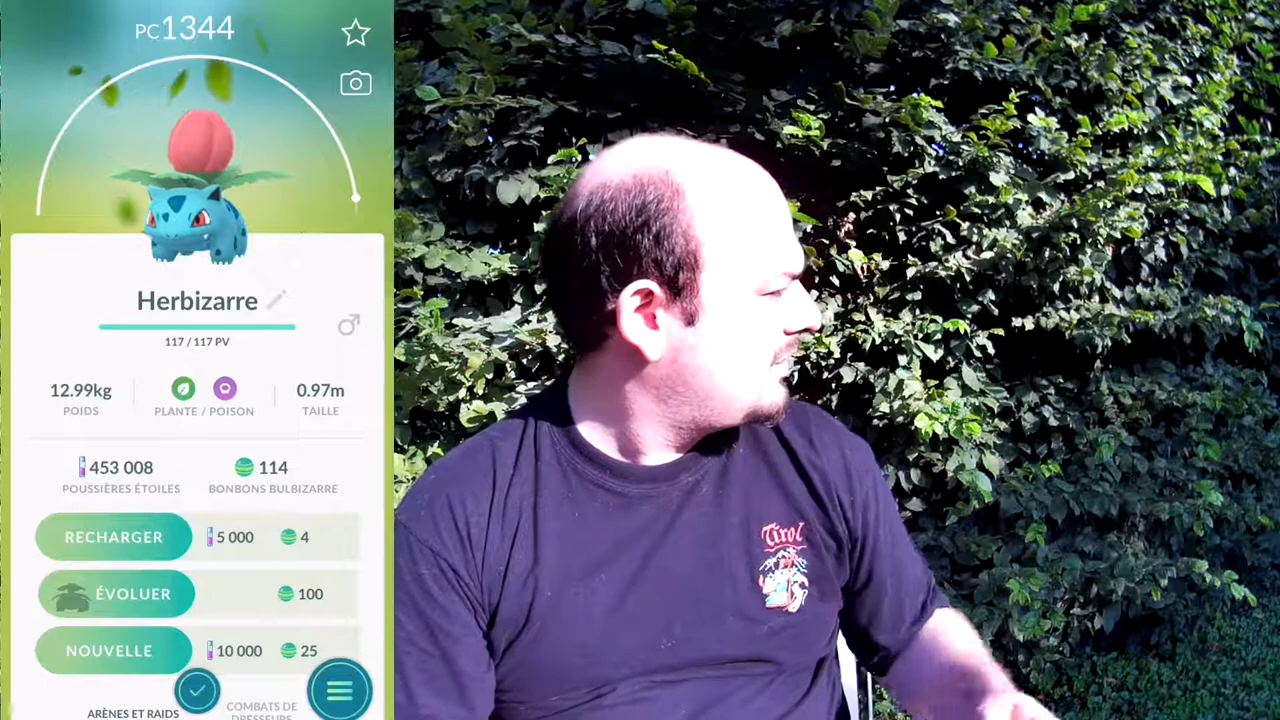 PC1344
Herbizarre
117 / 117 PV
12.99kg
POIDS
PLANTE / POISON
0.97m
TAILLE
453 008
POUSSIÈRES ÉTOILES
114
BONBONS BULBIZARRE
RECHARGER 5 000 4
ÉVOLUER 100
NOUVELLE 10 000 25
ARÈNES ET RAIDS
COMBATS DE
DRESSEURS
Tirol